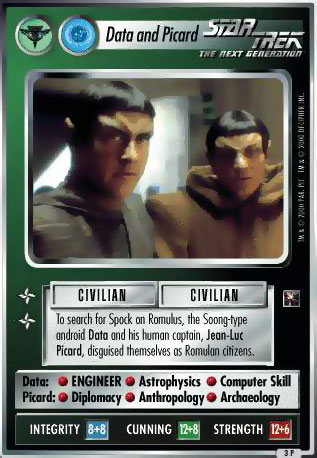 Data and Picard
STAR TREK
THE NEXT GENERATION
TM & © 2000 PAR. PIC. TM & © 2000 DECIPHER INC.
CIVILIAN CIVILIAN
To search for Spock on Romulus, the Soong-type
android Data and his human captain, Jean-Luc
Picard, disguised themselves as Romulan citizens.
Data: ENGINEER Astrophysics Computer Skill
Picard: Diplomacy Anthropology Archaeology
INTEGRITY 8+8 CUNNING 12+8 STRENGTH 12+6
3 P